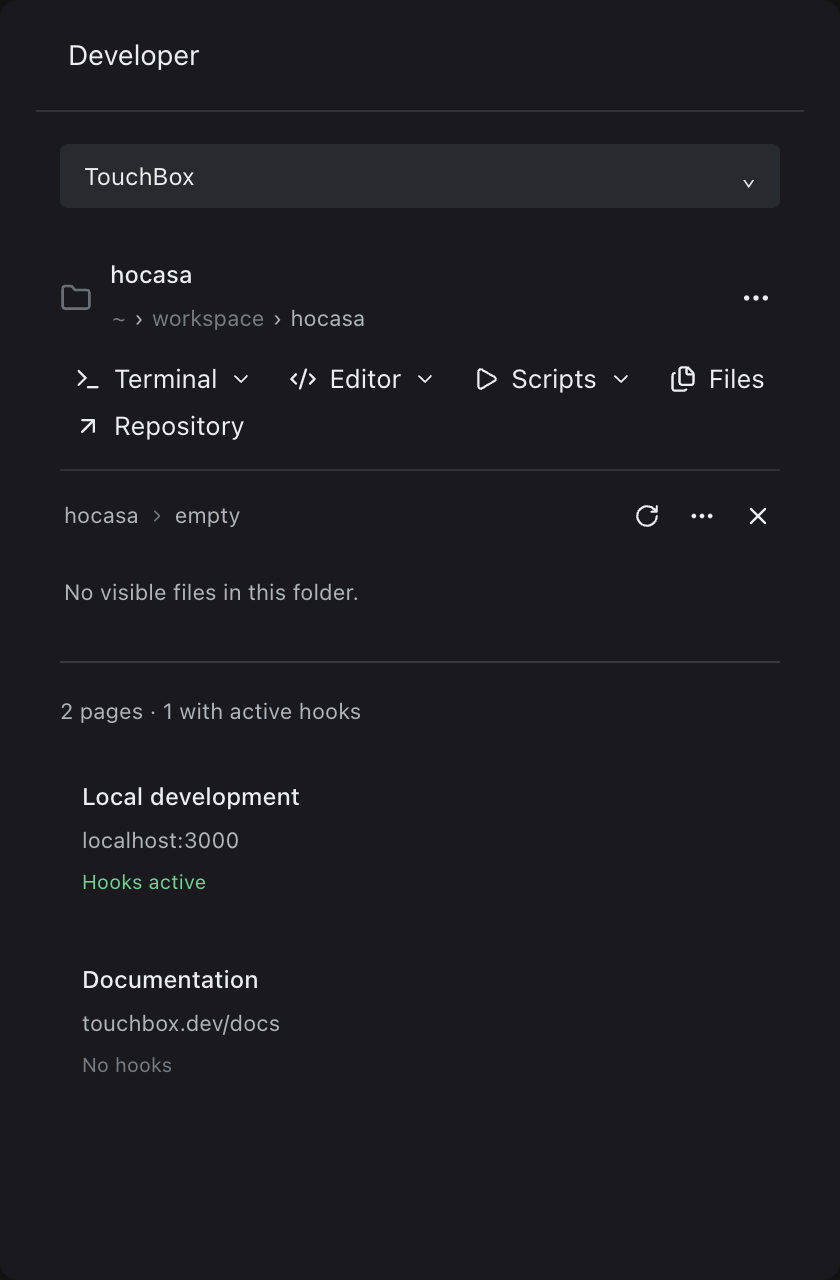 Developer
TouchBox
hocasa
~ › workspace › hocasa
Terminal Editor Scripts Files
Repository
hocasa > empty
No visible files in this folder.
2 pages · 1 with active hooks
Local development
localhost:3000
Hooks active
Documentation
touchbox.dev/docs
No hooks